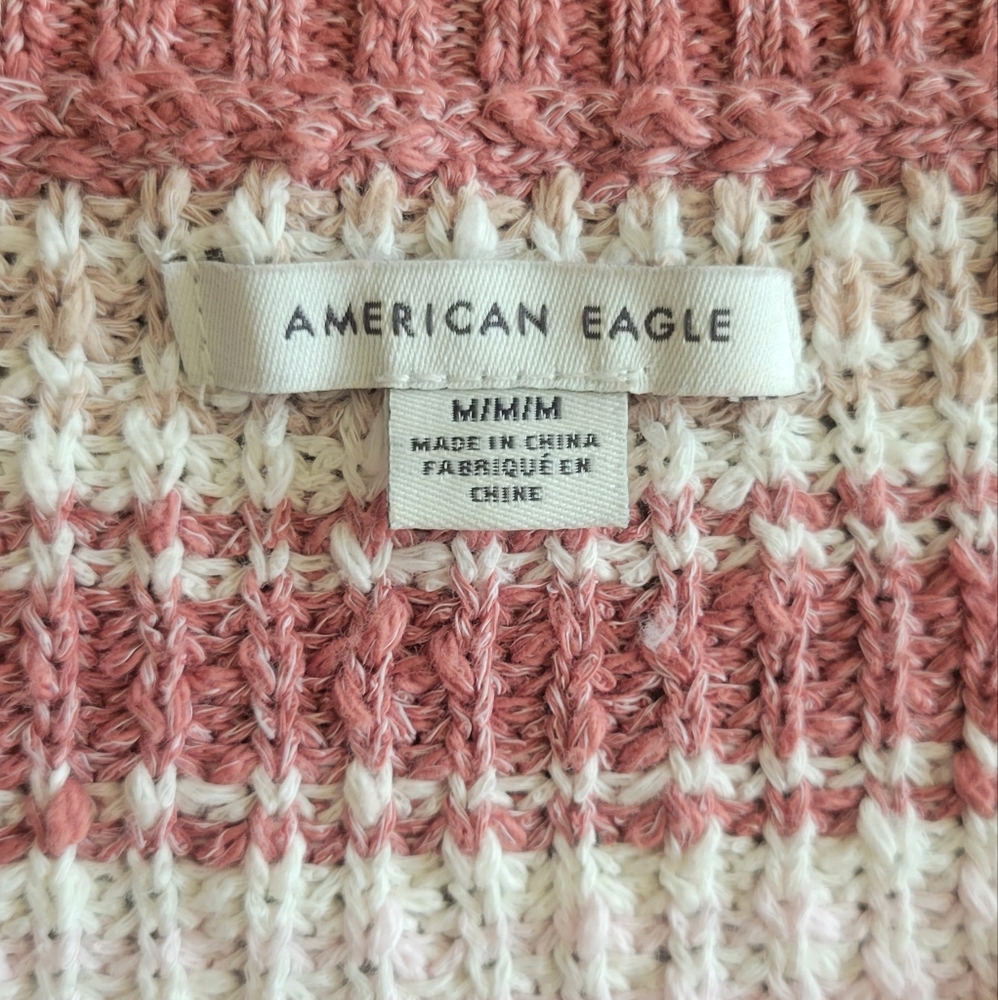 AMERICAN EAGLE
M/M/M
MADE IN CHINA
FABRIQUÉ EN
CHINE